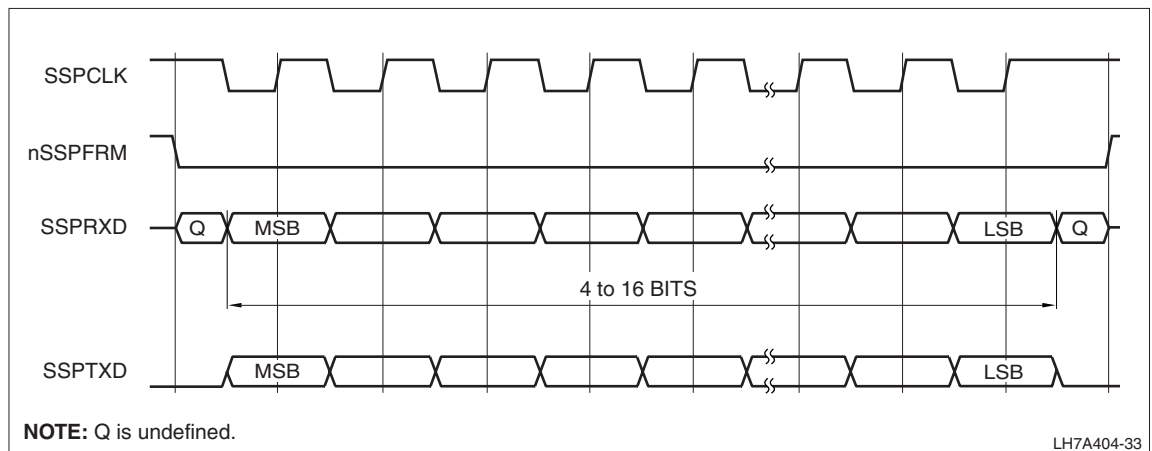 SSPCLK
nSSPFRM
SSPRXD Q MSB LSB Q
4 to 16 BITS
SSPTXD MSB LSB
NOTE: Q is undefined.
LH7A404-33